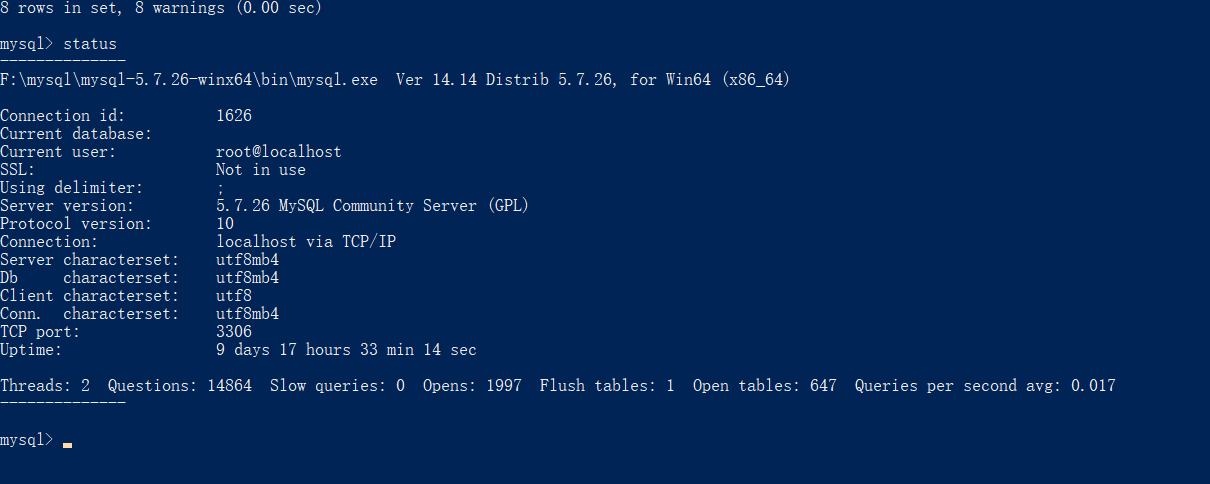 8 rows in set, 8 warnings (0.00 sec)
mysql> status
--------------
F:\mysql\mysql-5.7.26-winx64\bin\mysql.exe  Ver 14.14 Distrib 5.7.26, for Win64 (x86_64)
Connection id:          1626
Current database:
Current user:           root@localhost
SSL:                    Not in use
Using delimiter:        ;
Server version:         5.7.26 MySQL Community Server (GPL)
Protocol version:       10
Connection:             localhost via TCP/IP
Server characterset:    utf8mb4
Db     characterset:    utf8mb4
Client characterset:    utf8
Conn.  characterset:    utf8mb4
TCP port:               3306
Uptime:                 9 days 17 hours 33 min 14 sec
Threads: 2  Questions: 14864  Slow queries: 0  Opens: 1997  Flush tables: 1  Open tables: 647  Queries per second avg: 0.017
--------------
mysql>